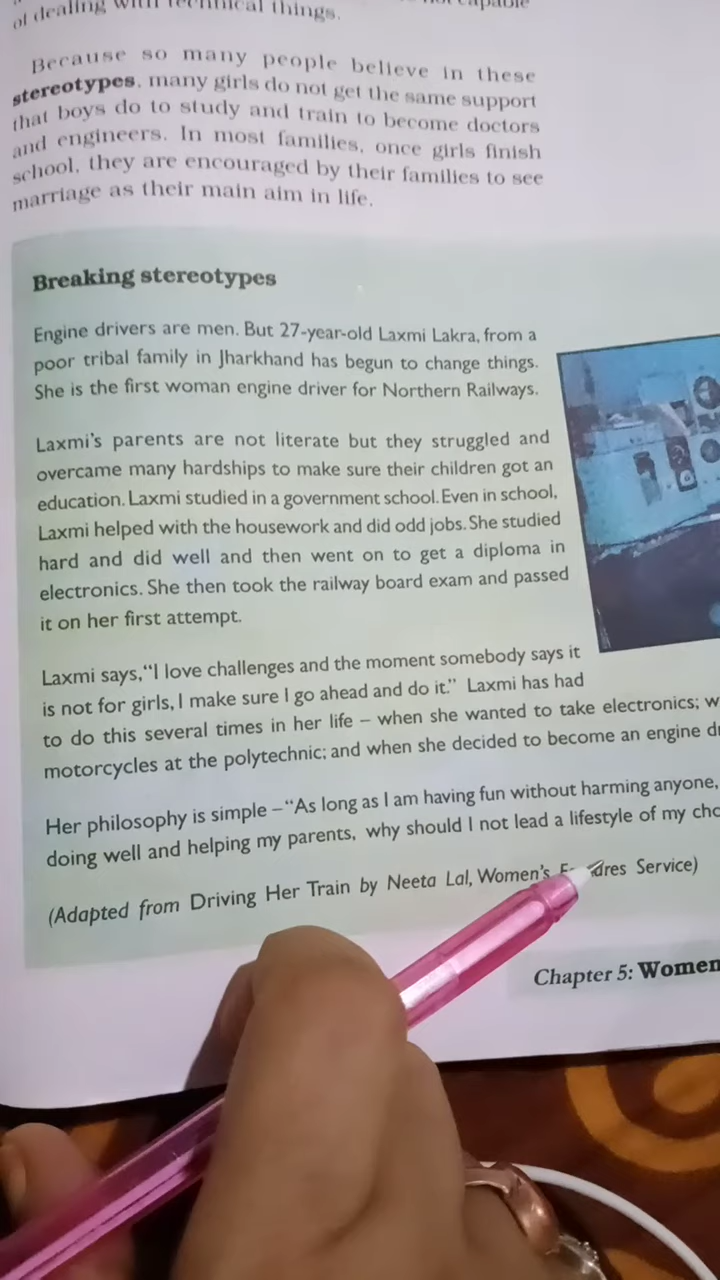 of dealing with technical things.
Because so many people believe in these
stereotypes, many girls do not get the same support
that boys do to study and train to become doctors
and engineers. In most families, once girls finish
school, they are encouraged by their families to see
marriage as their main aim in life.
Breaking stereotypes
Engine drivers are men. But 27-year-old Laxmi Lakra, from a
poor tribal family in Jharkhand has begun to change things.
She is the first woman engine driver for Northern Railways.
Laxmi's parents are not literate but they struggled and
overcame many hardships to make sure their children got an
education. Laxmi studied in a government school. Even in school,
Laxmi helped with the housework and did odd jobs. She studied
hard and did well and then went on to get a diploma in
electronics. She then took the railway board exam and passed
it on her first attempt.
Laxmi says, "I love challenges and the moment somebody says it
is not for girls, I make sure I go ahead and do it." Laxmi has had
to do this several times in her life – when she wanted to take electronics;
motorcycles at the polytechnic; and when she decided to become an engine
Her philosophy is simple – "As long as I am having fun without harming anyone,
doing well and helping my parents, why should I not lead a lifestyle of my
(Adapted from Driving Her Train by Neeta Lal, Women's Service)
Chapter 5: Women